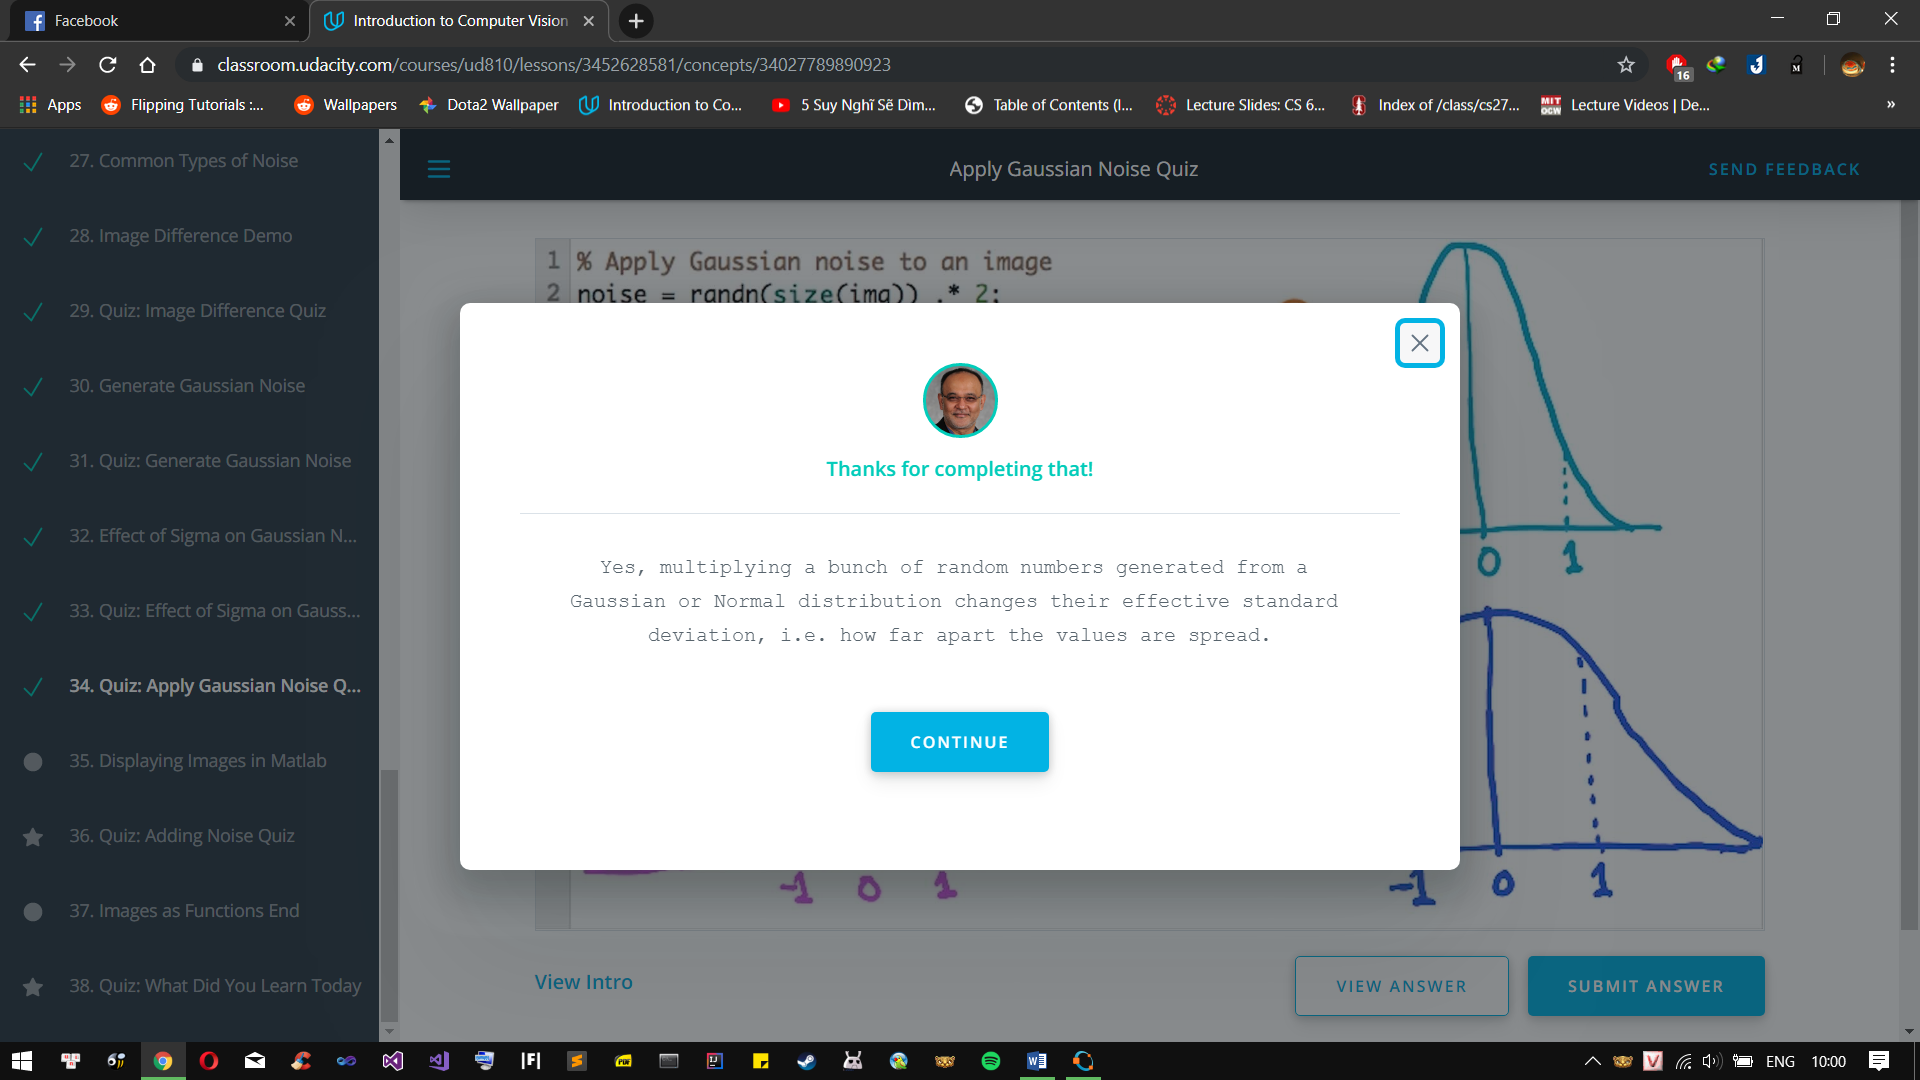 Facebook
Introduction to Computer Vision
classroom.udacity.com/courses/ud810/lessons/3452628581/concepts/34027789890923
16
Apps
Flipping Tutorials :...
Wallpapers
Dota2 Wallpaper
Introduction to Co...
5 Suy Nghĩ Sẽ Dìm...
Table of Contents (I...
Lecture Slides: CS 6...
Index of /class/cs27...
MIT OCW
Lecture Videos | De...
»
27. Common Types of Noise
28. Image Difference Demo
29. Quiz: Image Difference Quiz
30. Generate Gaussian Noise
31. Quiz: Generate Gaussian Noise
32. Effect of Sigma on Gaussian N...
33. Quiz: Effect of Sigma on Gauss...
34. Quiz: Apply Gaussian Noise Q...
35. Displaying Images in Matlab
36. Quiz: Adding Noise Quiz
37. Images as Functions End
38. Quiz: What Did You Learn Today
Apply Gaussian Noise Quiz
SEND FEEDBACK
1 % Apply Gaussian noise to an image
2 noise = randn(size(ima)) .* 2;
0 1
Thanks for completing that!
Yes, multiplying a bunch of random numbers generated from a
Gaussian or Normal distribution changes their effective standard
deviation, i.e. how far apart the values are spread.
CONTINUE
-1 0 1
-1 0 1
View Intro
VIEW ANSWER
SUBMIT ANSWER
ENG
10:00